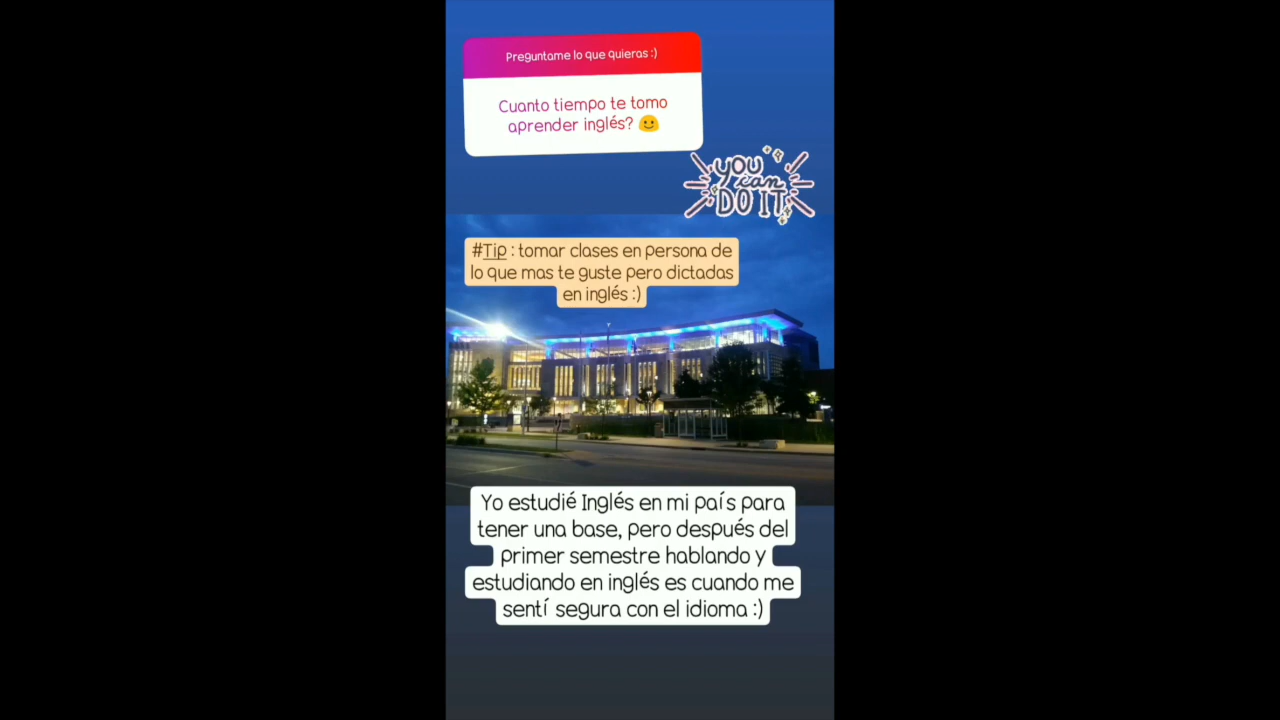 Preguntame lo que quieras :)
Cuanto tiempo te tomo
aprender inglés? 🙂
you
can
DO IT
#Tip : tomar clases en persona de
lo que mas te guste pero dictadas
en inglés :)
Yo estudié Inglés en mi país para
tener una base, pero después del
primer semestre hablando y
estudiando en inglés es cuando me
sentí segura con el idioma :)